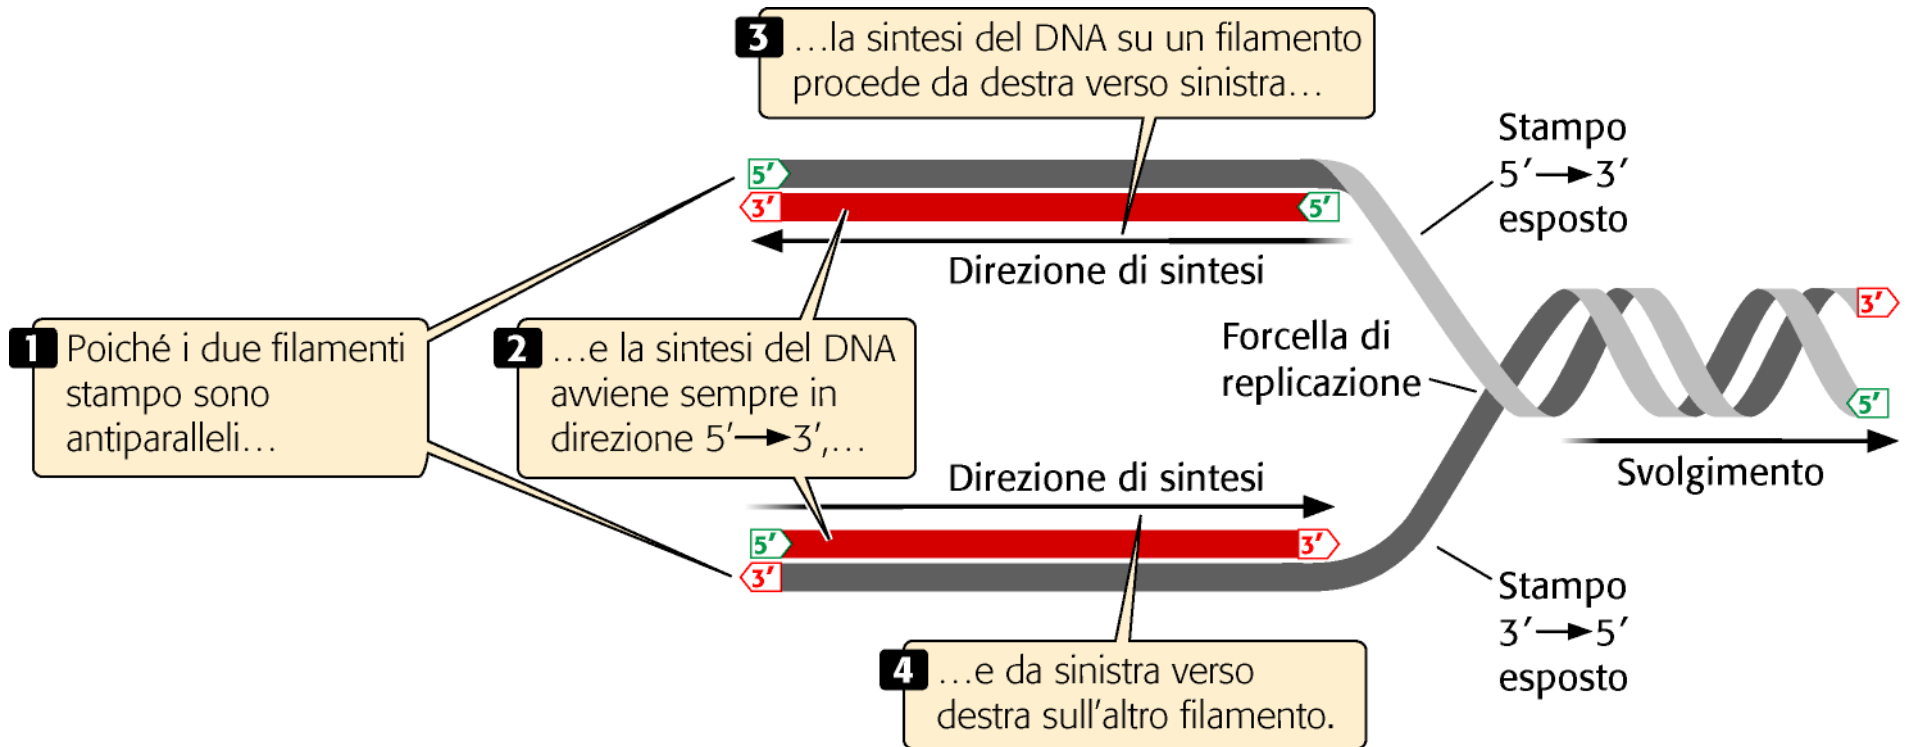 3 …la sintesi del DNA su un filamento
procede da destra verso sinistra…
Stampo
5′→3′
esposto
5′
3′
5′
Direzione di sintesi
1 Poiché i due filamenti
stampo sono
antiparalleli…
2 …e la sintesi del DNA
avviene sempre in
direzione 5′→3′,…
Forcella di
replicazione
3′
5′
Svolgimento
Direzione di sintesi
5′
3′
3′
Stampo
3′→5′
esposto
4 …e da sinistra verso
destra sull'altro filamento.